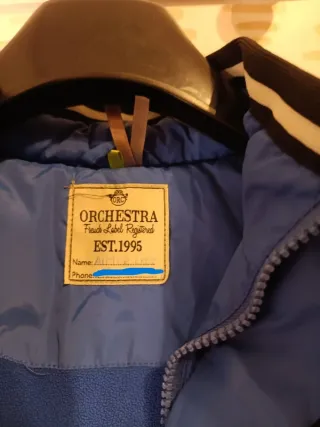 ORC
ORCHESTRA
French Label Registered
EST.1995
Name:
Phone: